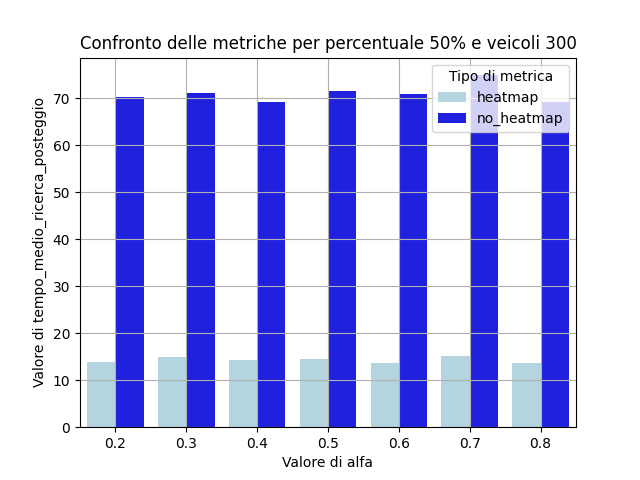 Confronto delle metriche per percentuale 50% e veicoli 300
Tipo di metrica
heatmap
no_heatmap
Valore di tempo_medio_ricerca_posteggio
70
60
50
40
30
20
10
0
0.2 0.3 0.4 0.5 0.6 0.7 0.8
Valore di alfa